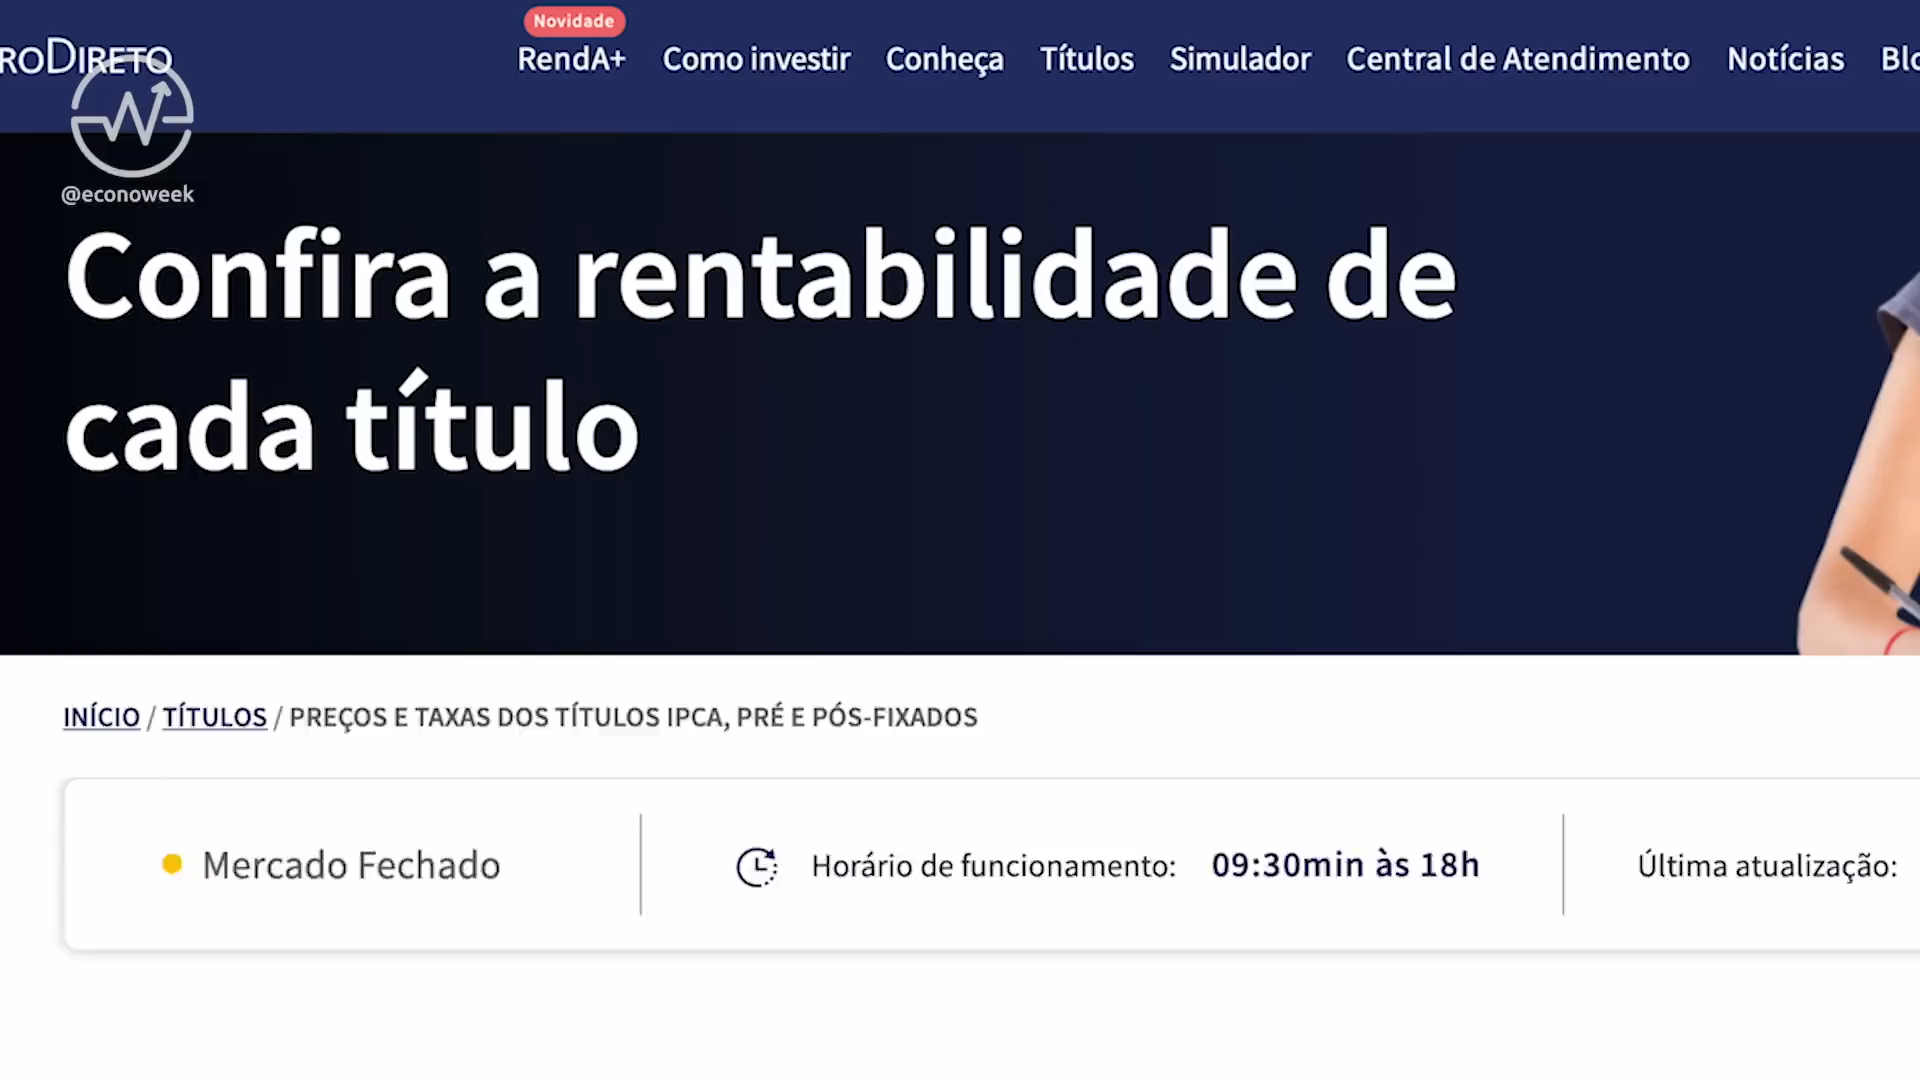 Novidade
RODIRETO
RendA+ Como investir Conheça Títulos Simulador Central de Atendimento Notícias Blo
@econoweek
Confira a rentabilidade de
cada título
INÍCIO / TÍTULOS / PREÇOS E TAXAS DOS TÍTULOS IPCA, PRÉ E PÓS-FIXADOS
Mercado Fechado
Horário de funcionamento: 09:30min às 18h
Última atualização: